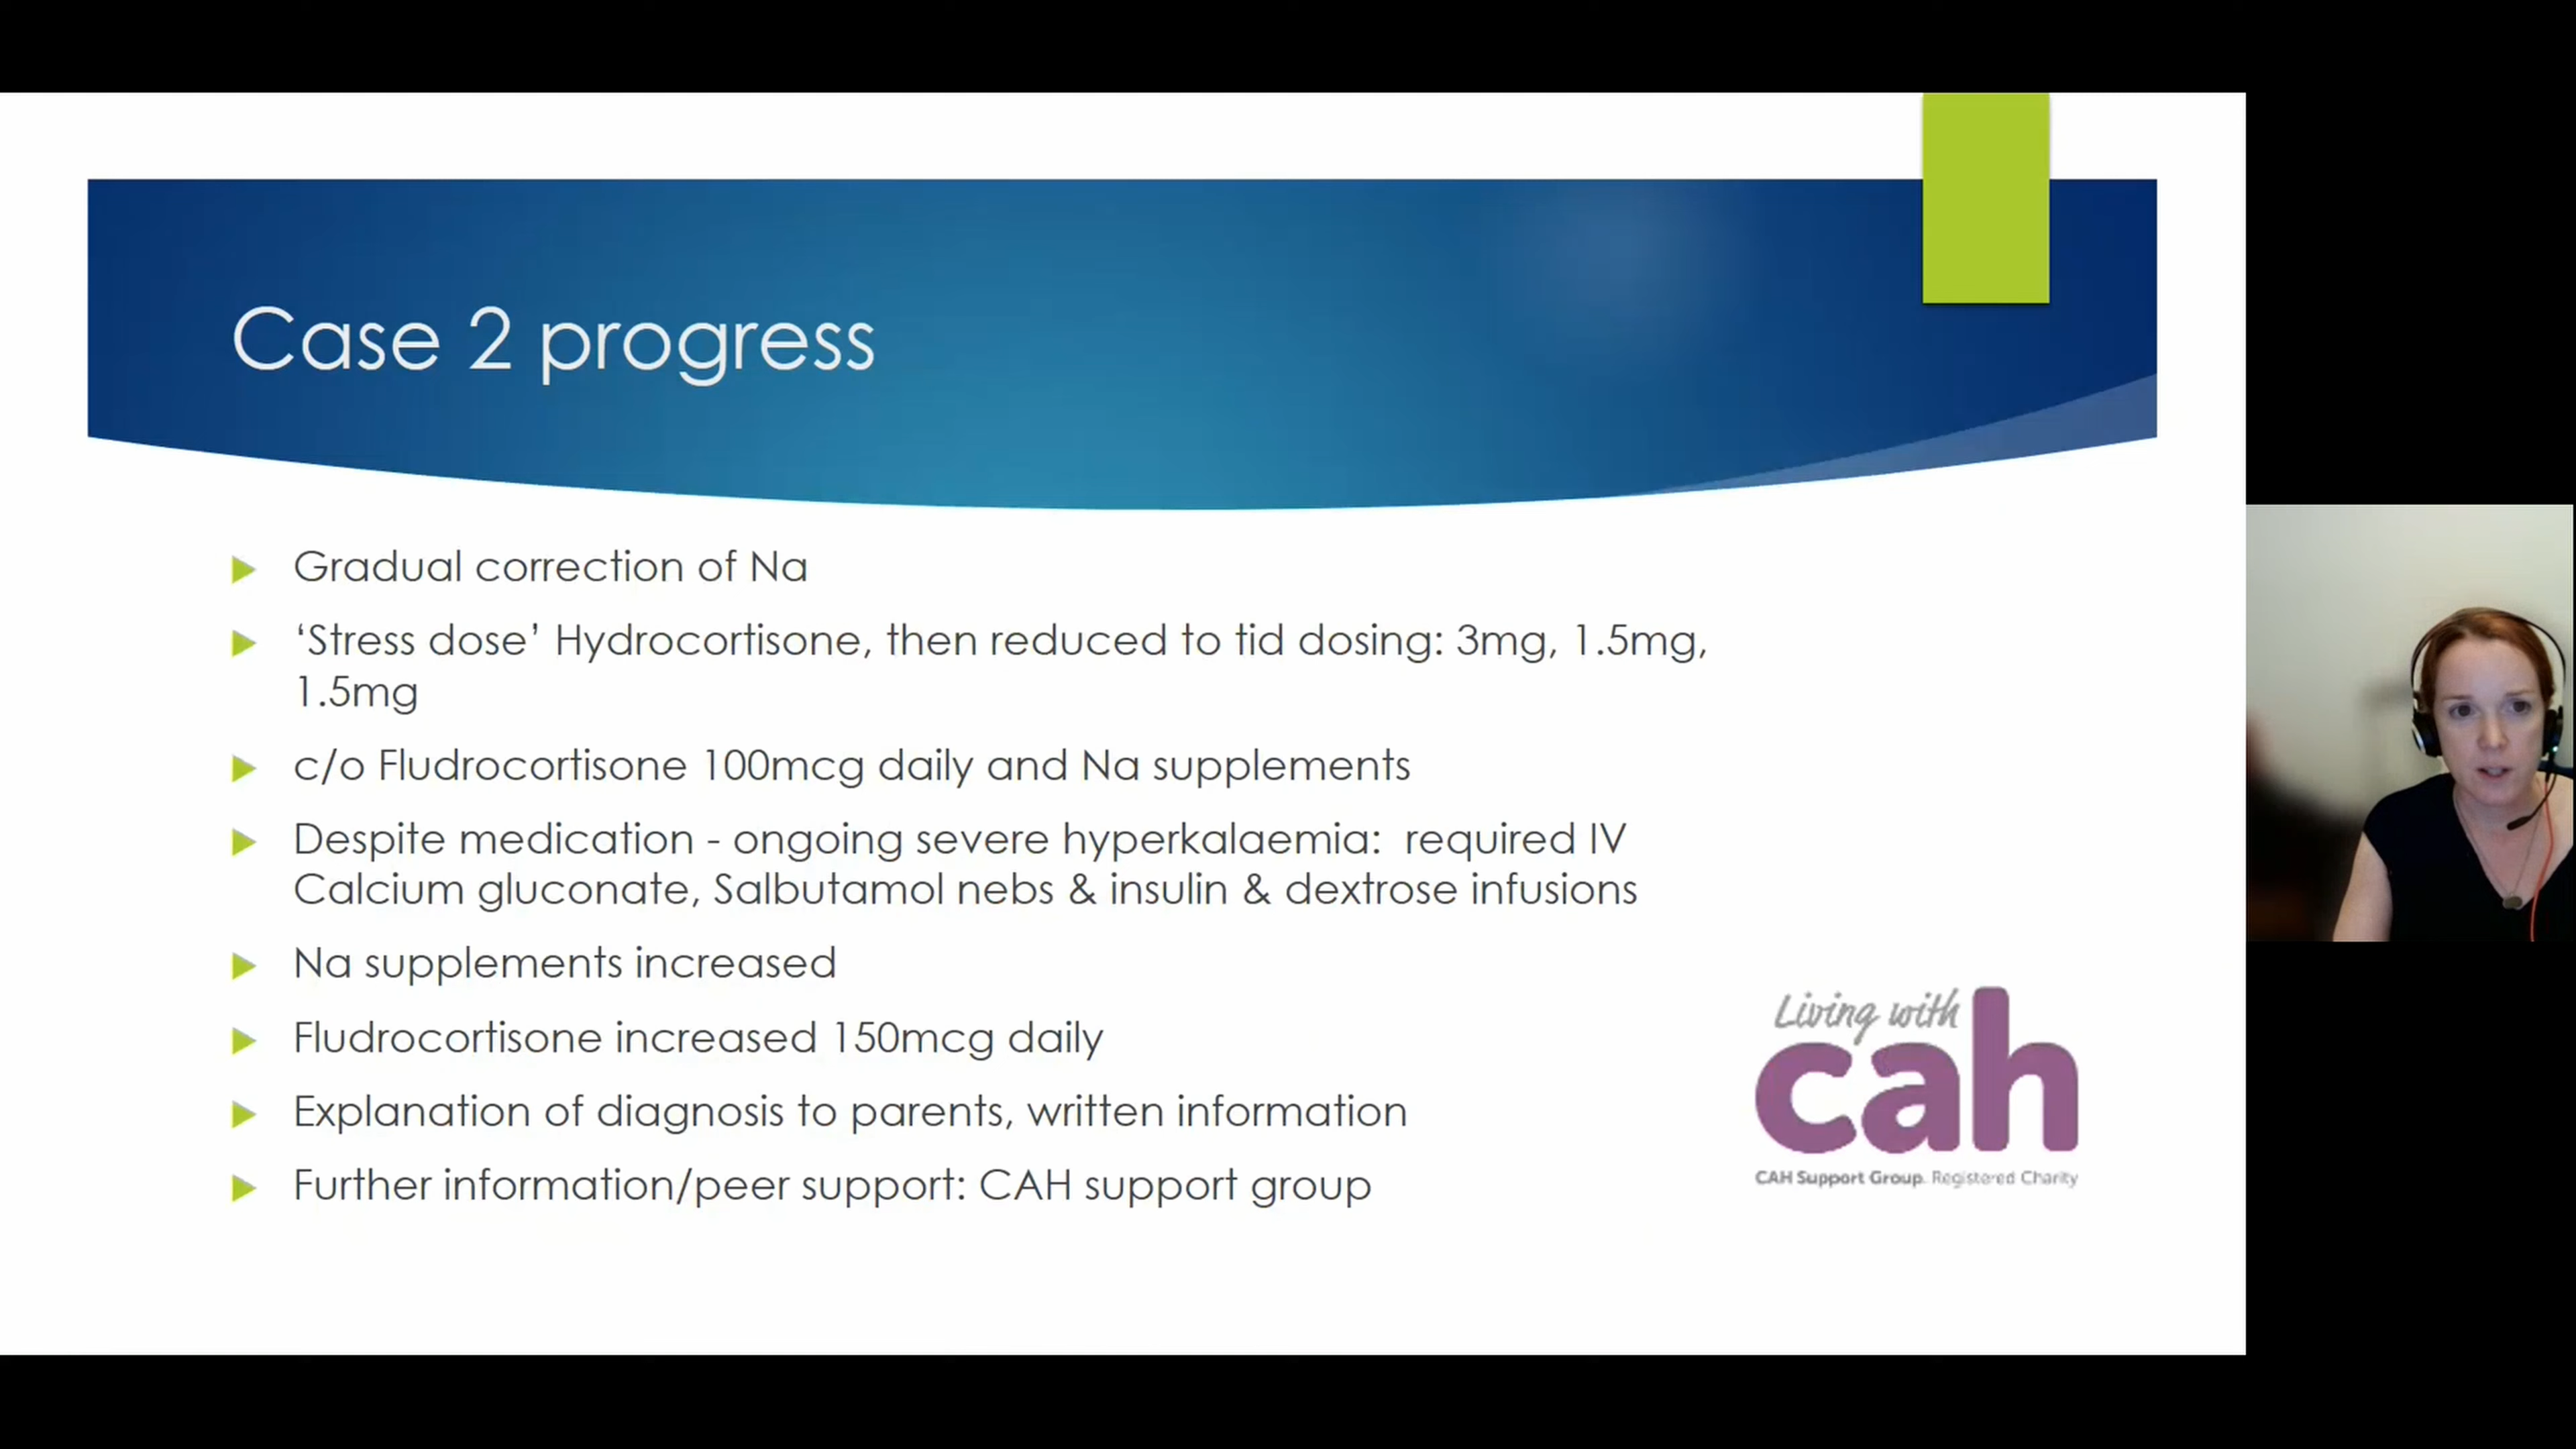 Case 2 progress
Gradual correction of Na
‘Stress dose’ Hydrocortisone, then reduced to tid dosing: 3mg, 1.5mg,
1.5mg
c/o Fludrocortisone 100mcg daily and Na supplements
Despite medication - ongoing severe hyperkalaemia: required IV
Calcium gluconate, Salbutamol nebs & insulin & dextrose infusions
Na supplements increased
Fludrocortisone increased 150mcg daily
Explanation of diagnosis to parents, written information
Further information/peer support: CAH support group
Living with
cah
CAH Support Group. Registered Charity